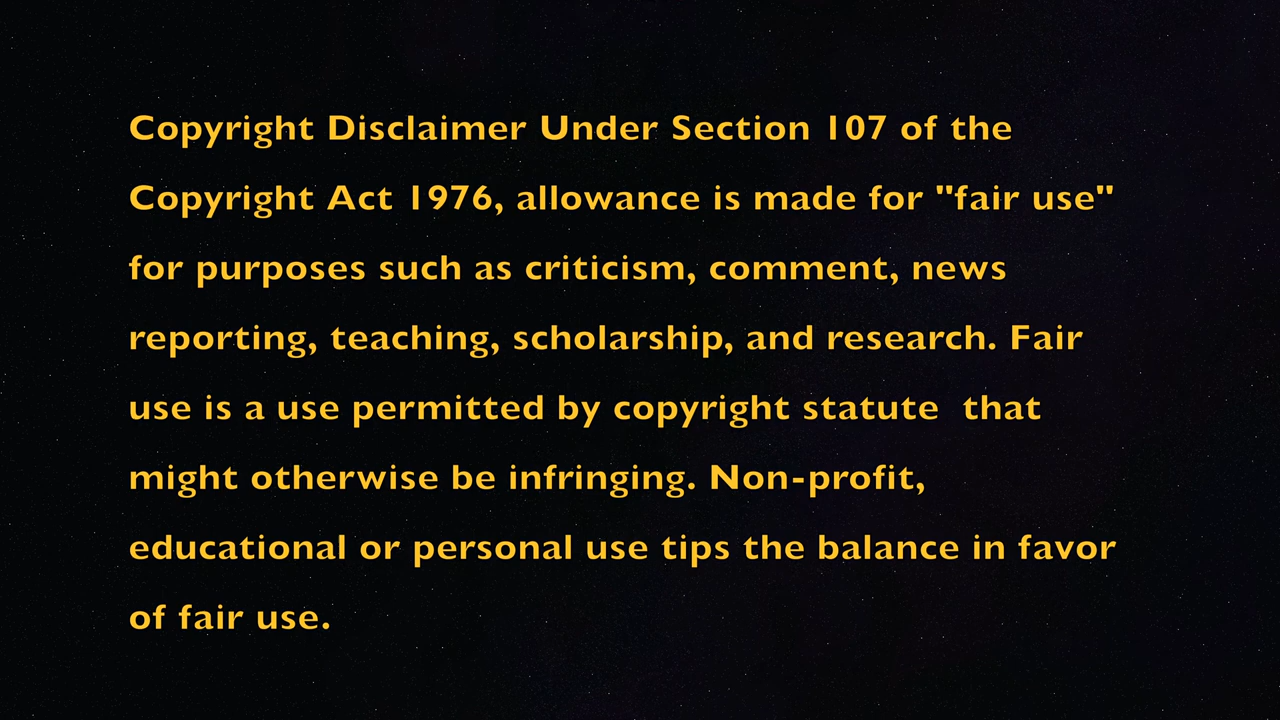 Copyright Disclaimer Under Section 107 of the
Copyright Act 1976, allowance is made for "fair use"
for purposes such as criticism, comment, news
reporting, teaching, scholarship, and research. Fair
use is a use permitted by copyright statute  that
might otherwise be infringing. Non-profit,
educational or personal use tips the balance in favor
of fair use.